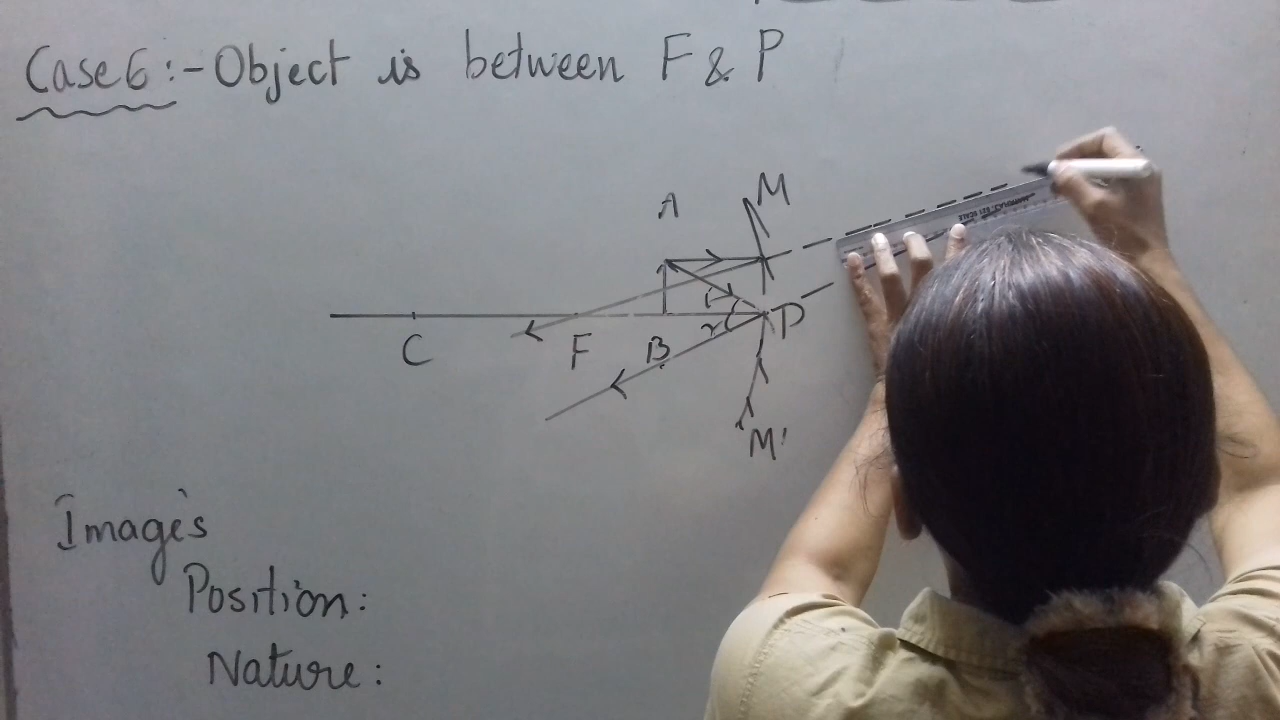 Case 6 :- Object is between F & P
A
M
i
r
P
C
F
B
M'
Image's
Position :
Nature :